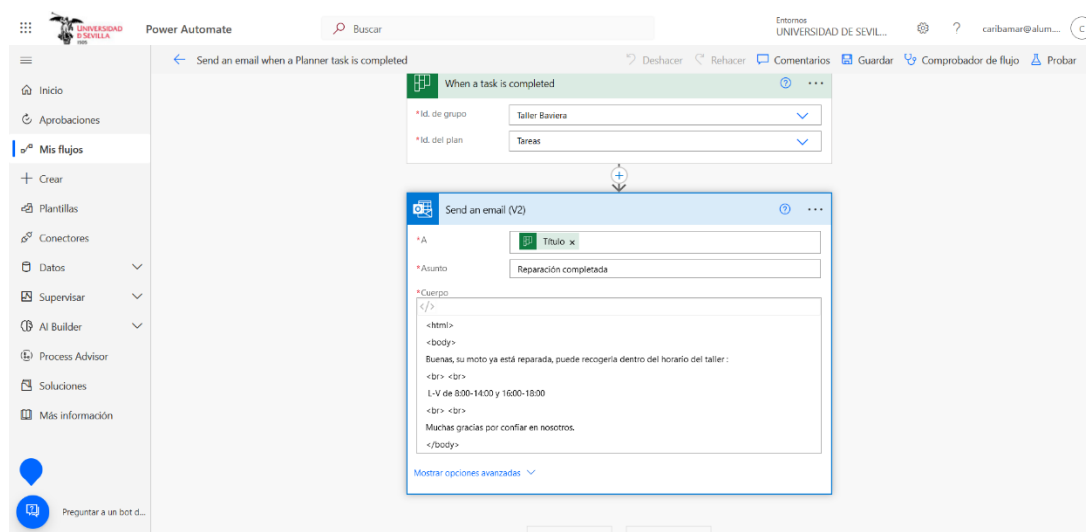 UNIVERSIDAD
D SEVILLA
1505
Power Automate
Buscar
Entornos
UNIVERSIDAD DE SEVIL...
caribamar@alum....
C
Send an email when a Planner task is completed
Deshacer
Rehacer
Comentarios
Guardar
Comprobador de flujo
Probar
Inicio
Aprobaciones
Mis flujos
Crear
Plantillas
Conectores
Datos
Supervisar
AI Builder
Process Advisor
Soluciones
Más información
Preguntar a un bot d...
When a task is completed
*Id. de grupo
Taller Baviera
*Id. del plan
Tareas
Send an email (V2)
*A
Título x
*Asunto
Reparación completada
*Cuerpo
</>
<html>
<body>
Buenas, su moto ya está reparada, puede recogerla dentro del horario del taller :
<br> <br>
L-V de 8:00-14:00 y 16:00-18:00
<br> <br>
Muchas gracias por confiar en nosotros.
</body>
Mostrar opciones avanzadas